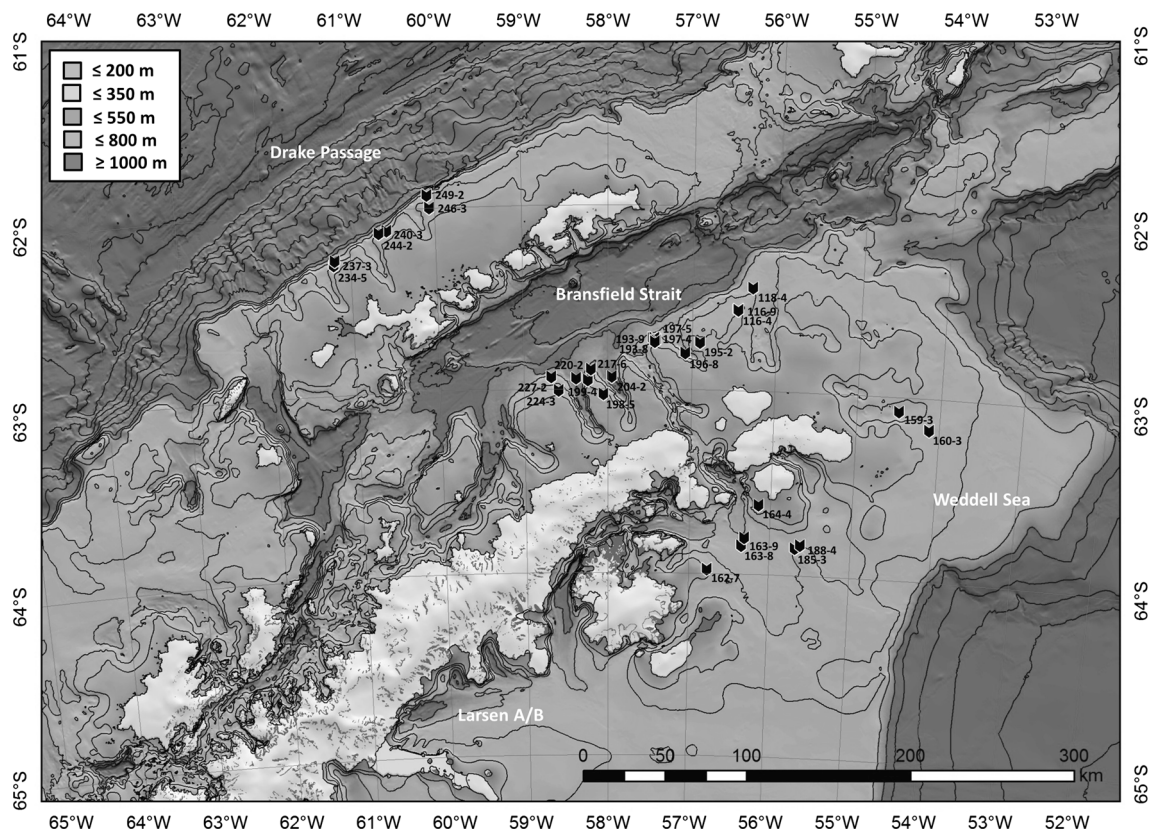 64°W 63°W 62°W 61°W 60°W 59°W 58°W 57°W 56°W 55°W 54°W 53°W
61°S
61°S
≤ 200 m
≤ 350 m
≤ 550 m
≤ 800 m
≥ 1000 m
Drake Passage
249-2
246-3
62°S
62°S
240-3
244-2
237-3
234-5
Bransfield Strait
118-4
116-9
116-4
197-5
193-9 197-4
193-8
195-2
196-8
220-2 217-6
227-2 199-4 204-2
224-3 198-5
63°S
63°S
159-3
160-3
Weddell Sea
164-4
163-9
163-8
188-4
185-3
162-7
64°S
64°S
Larsen A/B
0 50 100 200 300
km
65°S
65°S
65°W 64°W 63°W 62°W 61°W 60°W 59°W 58°W 57°W 56°W 55°W 54°W 53°W 52°W